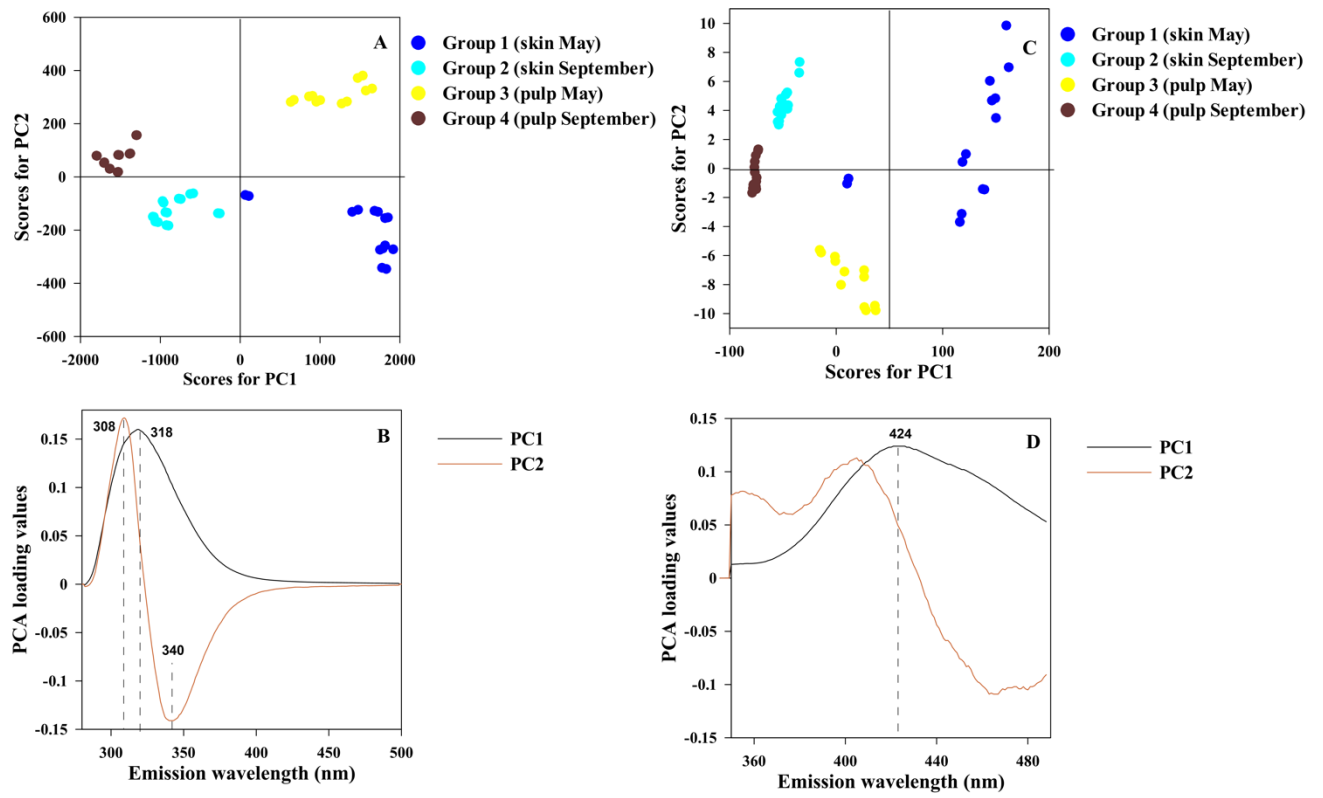 A
600
400
200
0
-200
-400
-600
-2000
-1000
0
1000
2000
Scores for PC2
Scores for PC1
Group 1 (skin May)
Group 2 (skin September)
Group 3 (pulp May)
Group 4 (pulp September)
C
10
8
6
4
2
0
-2
-4
-6
-8
-10
-100
0
100
200
Scores for PC2
Scores for PC1
Group 1 (skin May)
Group 2 (skin September)
Group 3 (pulp May)
Group 4 (pulp September)
B
308
318
340
0.15
0.1
0.05
0
-0.05
-0.1
-0.15
300
350
400
450
500
PCA loading values
Emission wavelength (nm)
PC1
PC2
D
424
0.15
0.1
0.05
0
-0.05
-0.1
-0.15
360
400
440
480
PCA loading values
Emission wavelength (nm)
PC1
PC2